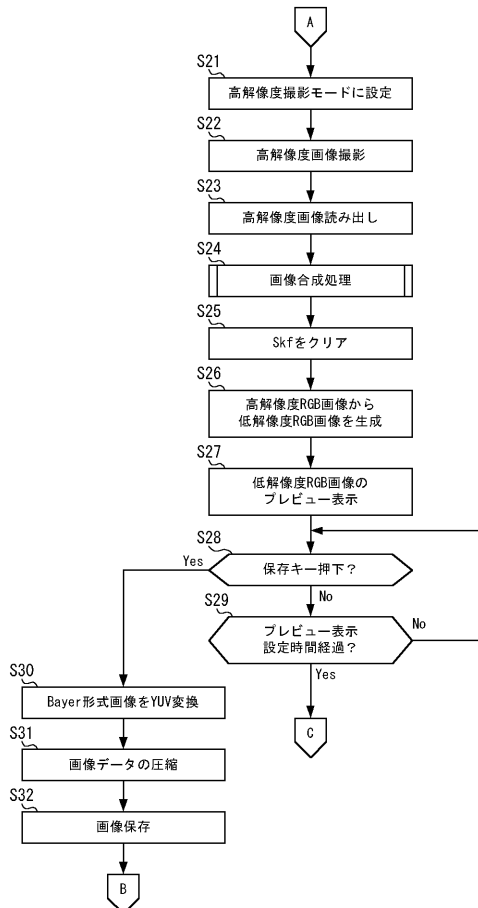 A
S21
高解像度撮影モードに設定
S22
高解像度画像撮影
S23
高解像度画像読み出し
S24
画像合成処理
S25
Skfをクリア
S26
高解像度RGB画像から
低解像度RGB画像を生成
S27
低解像度RGB画像の
プレビュー表示
S28
Yes
保存キー押下？
No
S29
プレビュー表示
設定時間経過？
No
Yes
C
S30
Bayer形式画像をYUV変換
S31
画像データの圧縮
S32
画像保存
B